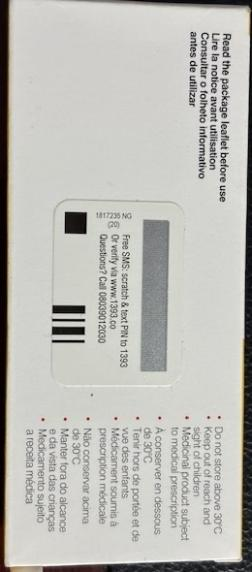 Read the package leaflet before use
Lire la notice avant utilisation
Consultar o folheto informativo
antes de utilizar
Free SMS: scratch & text PIN to 1393
Or verify via www.1393.co
Questions? Call 08039012030
1817235 NG
(25)
• Do not store above 30°C
• Keep out of reach and
sight of children
• Medicinal product subject
to medical prescription
• À conserver en dessous
de 30°C
• Tenir hors de portée et de
vue des enfants
• Médicament soumis à
prescription médicale
• Não conservar acima
de 30°C
• Manter fora do alcance
e da vista das crianças
• Medicamento sujeito
a receita médica